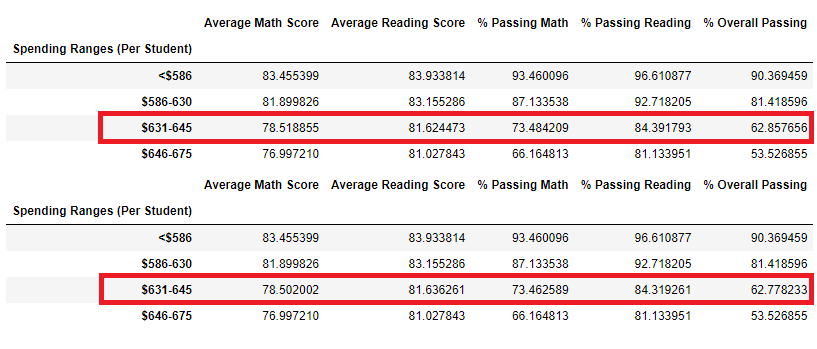 Average Math Score Average Reading Score % Passing Math % Passing Reading % Overall Passing
Spending Ranges (Per Student)
<$586 83.455399 83.933814 93.460096 96.610877 90.369459
$586-630 81.899826 83.155286 87.133538 92.718205 81.418596
$631-645 78.518855 81.624473 73.484209 84.391793 62.857656
$646-675 76.997210 81.027843 66.164813 81.133951 53.526855
Average Math Score Average Reading Score % Passing Math % Passing Reading % Overall Passing
Spending Ranges (Per Student)
<$586 83.455399 83.933814 93.460096 96.610877 90.369459
$586-630 81.899826 83.155286 87.133538 92.718205 81.418596
$631-645 78.502002 81.636261 73.462589 84.319261 62.778233
$646-675 76.997210 81.027843 66.164813 81.133951 53.526855